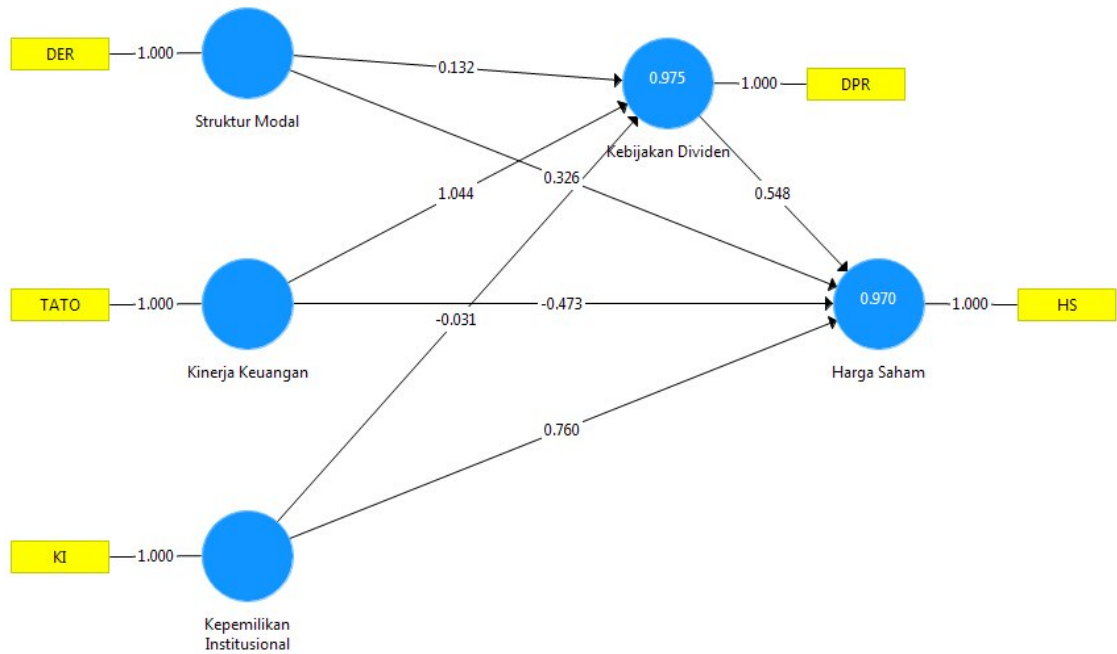 DER
1.000
Struktur Modal
0.132
0.975
Kebijakan Dividen
1.000
DPR
0.326
1.044
0.548
TATO
1.000
Kinerja Keuangan
-0.473
-0.031
0.970
Harga Saham
1.000
HS
0.760
KI
1.000
Kepemilikan
Institusional